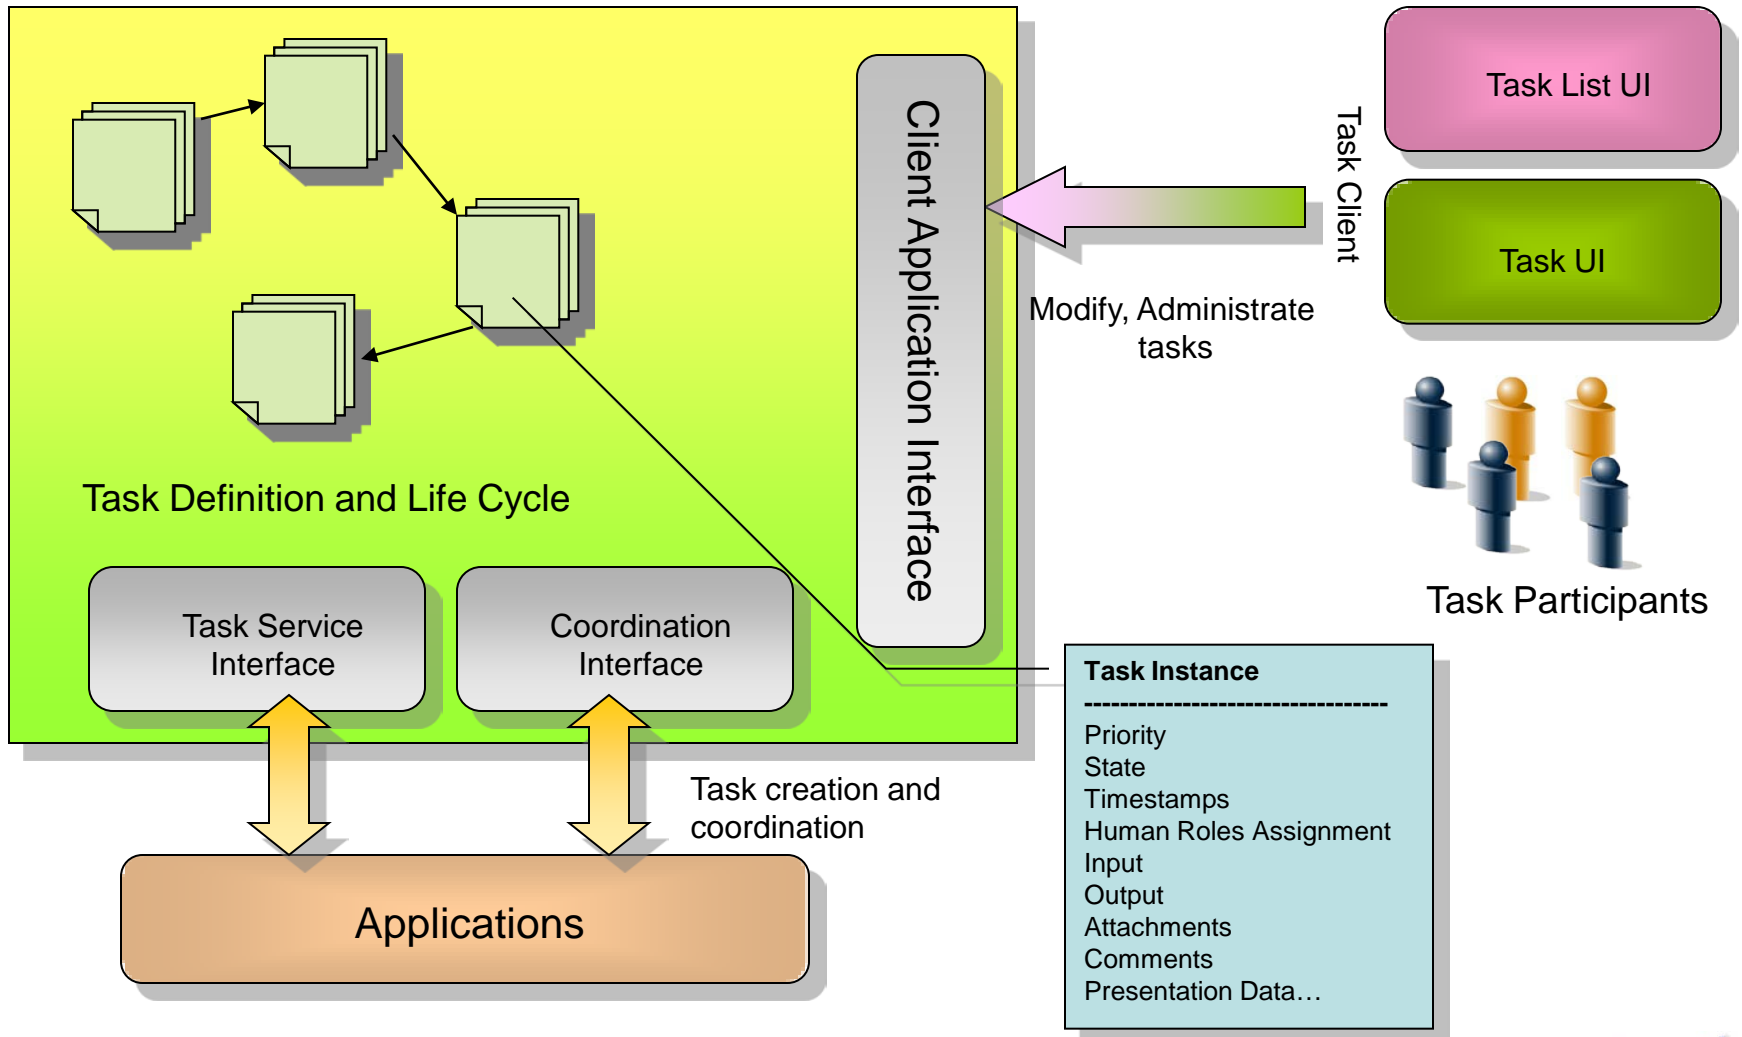 Task List UI
Task UI
Task Client
Client Application Interface
Modify, Administrate
tasks
Task Definition and Life Cycle
Task Participants
Task Service
Interface
Coordination
Interface
Task creation and
coordination
Applications
Task Instance
----------------------------------
Priority
State
Timestamps
Human Roles Assignment
Input
Output
Attachments
Comments
Presentation Data…